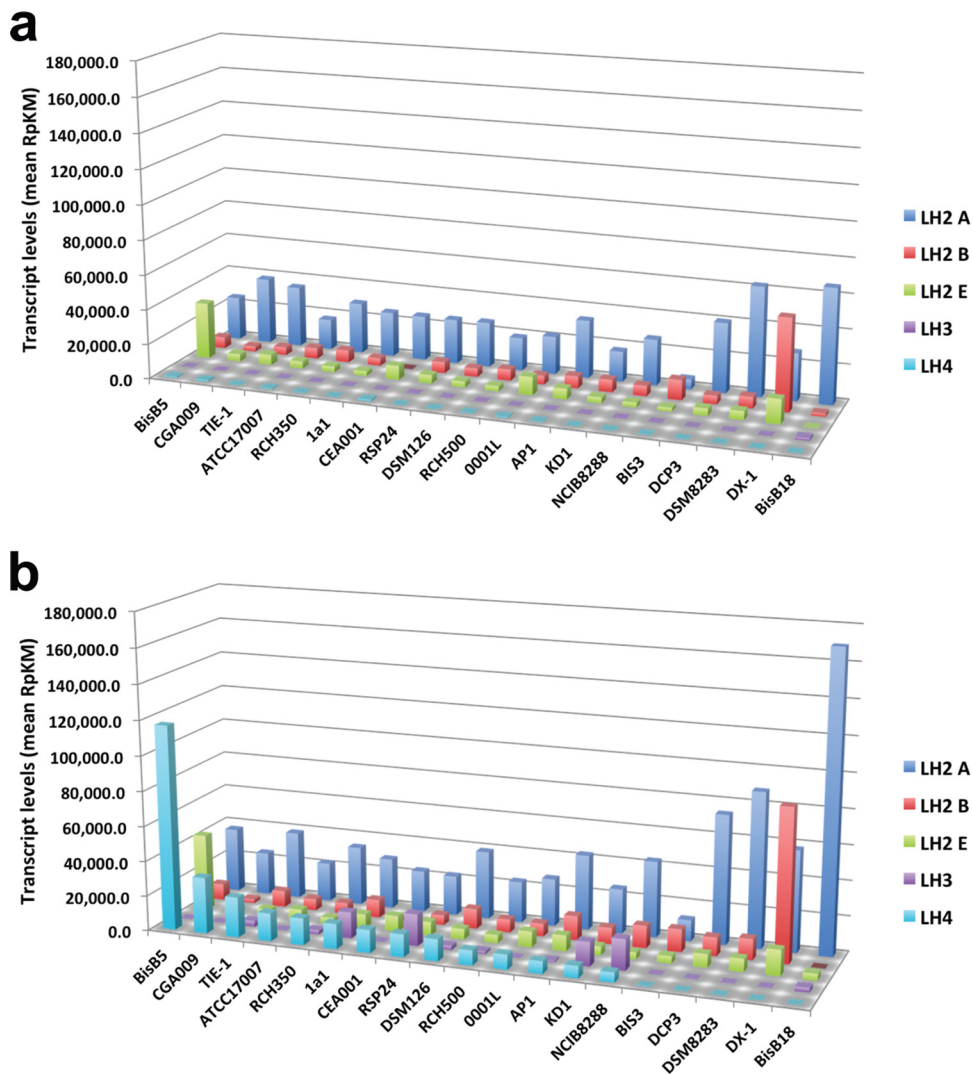 a
Transcript levels (mean RpKM)
180,000.0
160,000.0
140,000.0
120,000.0
100,000.0
80,000.0
60,000.0
40,000.0
20,000.0
0.0
BisB5
CGA009
TIE-1
ATCC17007
RCH350
1a1
CEA001
RSP24
DSM126
RCH500
0001L
AP1
KD1
NCIB8288
BIS3
DCP3
DSM8283
DX-1
BisB18
LH2 A
LH2 B
LH2 E
LH3
LH4
b
Transcript levels (mean RpKM)
180,000.0
160,000.0
140,000.0
120,000.0
100,000.0
80,000.0
60,000.0
40,000.0
20,000.0
0.0
BisB5
CGA009
TIE-1
ATCC17007
RCH350
1a1
CEA001
RSP24
DSM126
RCH500
0001L
AP1
KD1
NCIB8288
BIS3
DCP3
DSM8283
DX-1
BisB18
LH2 A
LH2 B
LH2 E
LH3
LH4